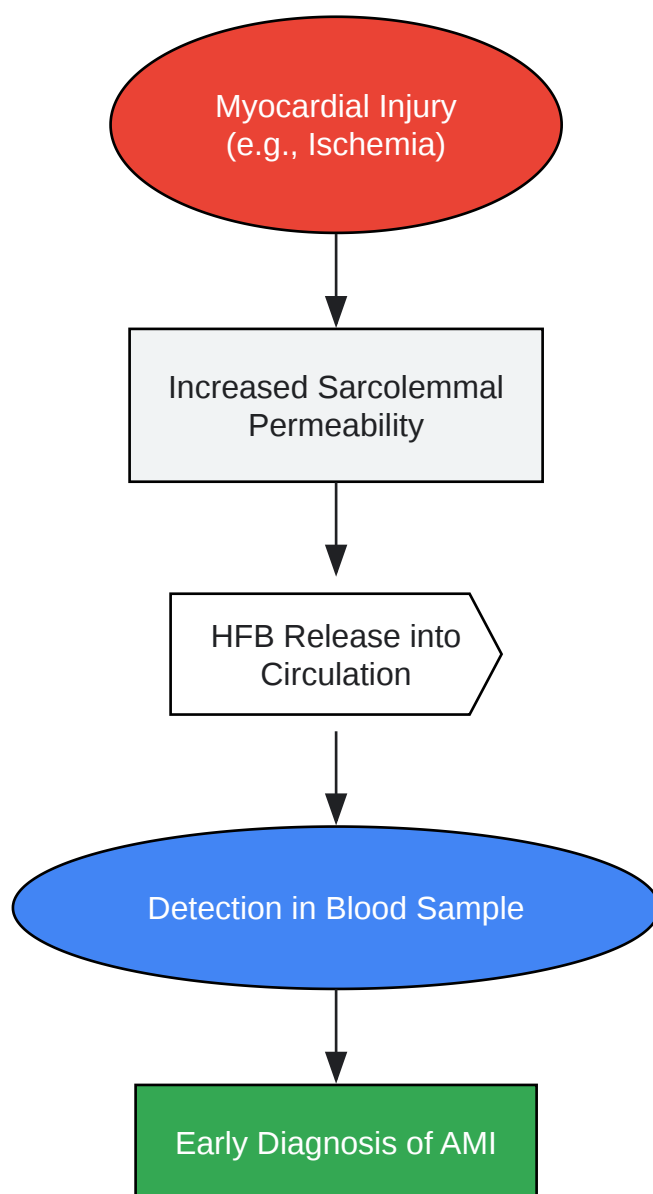 Myocardial Injury
(e.g., Ischemia)
Increased Sarcolemmal
Permeability
HFB Release into
Circulation
Detection in Blood Sample
Early Diagnosis of AMI